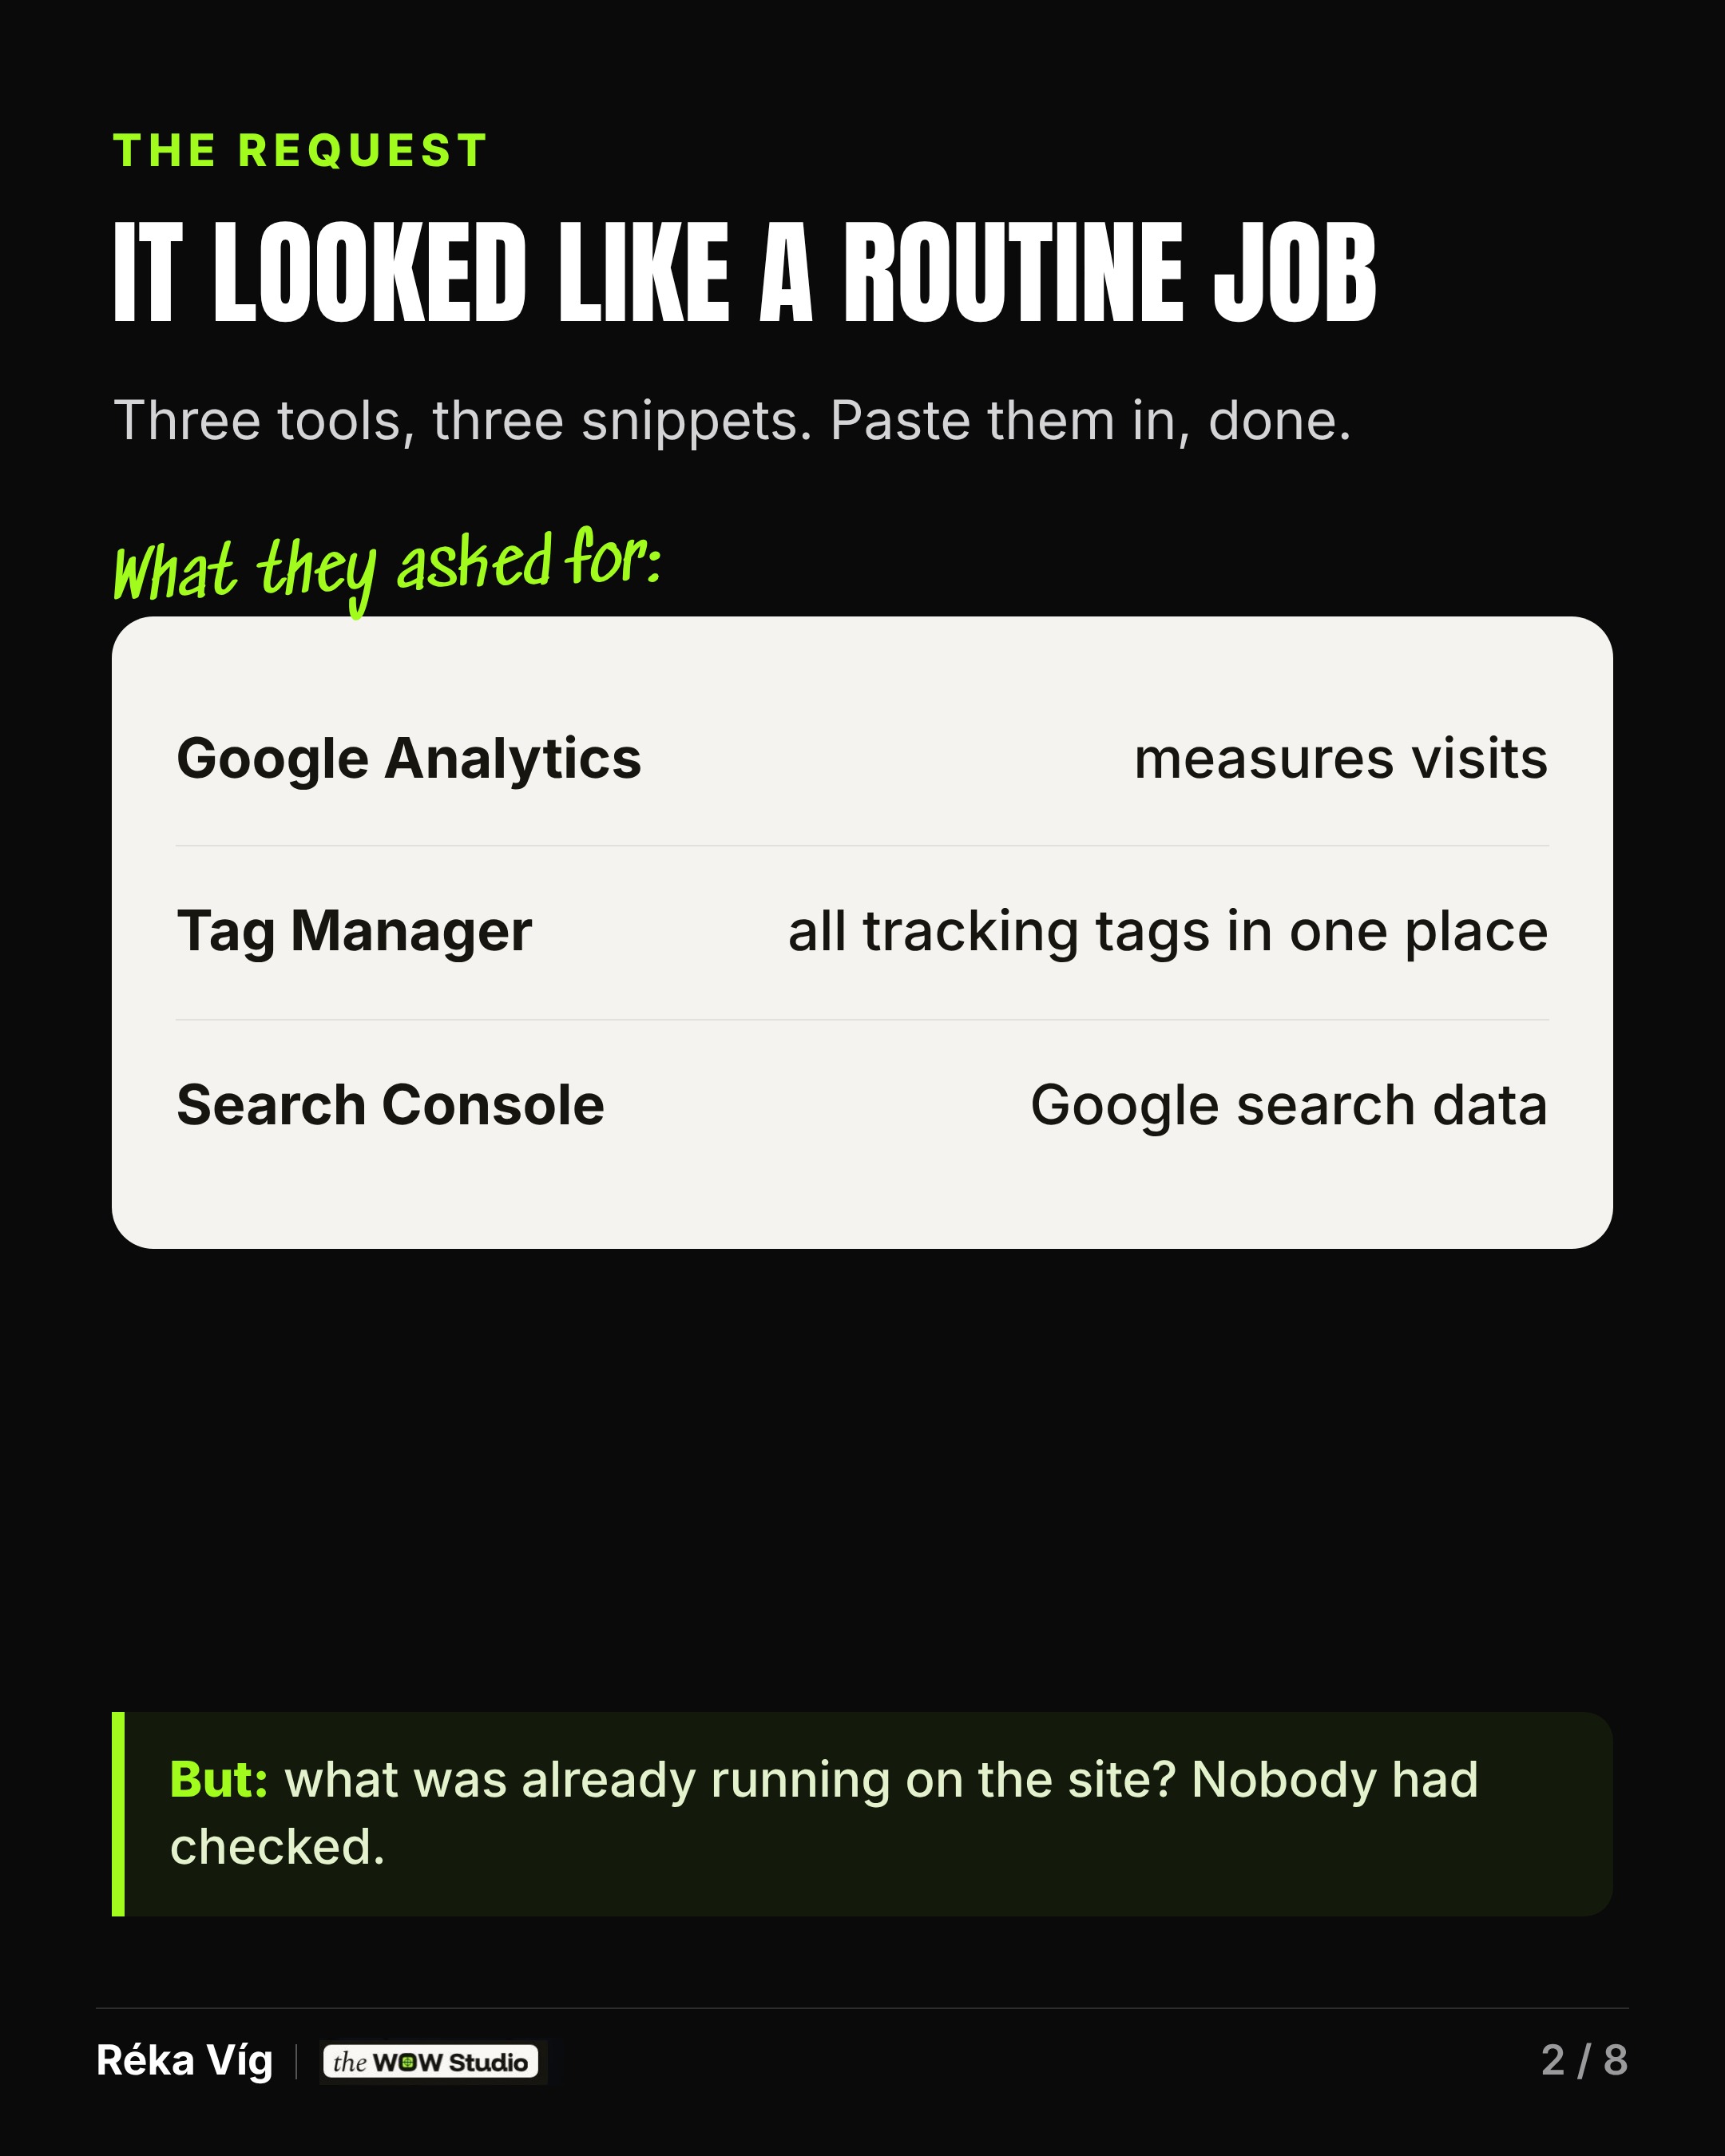 THE REQUEST
IT LOOKED LIKE A ROUTINE JOB
Three tools, three snippets. Paste them in, done.
What they asked for:
Google Analytics measures visits
Tag Manager all tracking tags in one place
Search Console Google search data
But: what was already running on the site? Nobody had
checked.
Réka Víg the WOW Studio 2 / 8